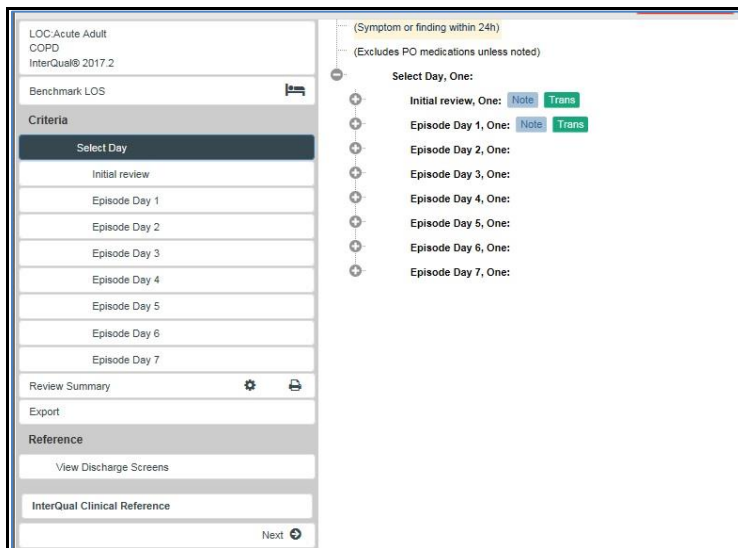 LOC:Acute Adult
COPD
InterQual® 2017.2
Benchmark LOS
Criteria
Select Day
Initial review
Episode Day 1
Episode Day 2
Episode Day 3
Episode Day 4
Episode Day 5
Episode Day 6
Episode Day 7
Review Summary
Export
Reference
View Discharge Screens
InterQual Clinical Reference
Next
(Symptom or finding within 24h)
(Excludes PO medications unless noted)
Select Day, One:
Initial review, One: Note Trans
Episode Day 1, One: Note Trans
Episode Day 2, One:
Episode Day 3, One:
Episode Day 4, One:
Episode Day 5, One:
Episode Day 6, One:
Episode Day 7, One: